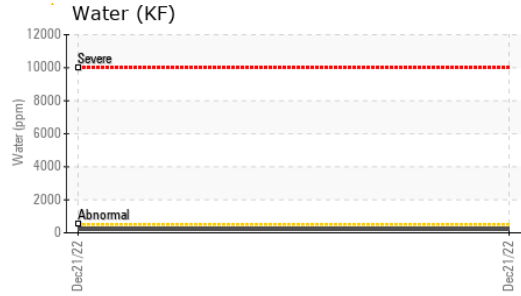 Water (KF)
12000
Severe
10000
8000
6000
4000
2000
Abnormal
0
Water (ppm)
Dec21/22
Dec21/22